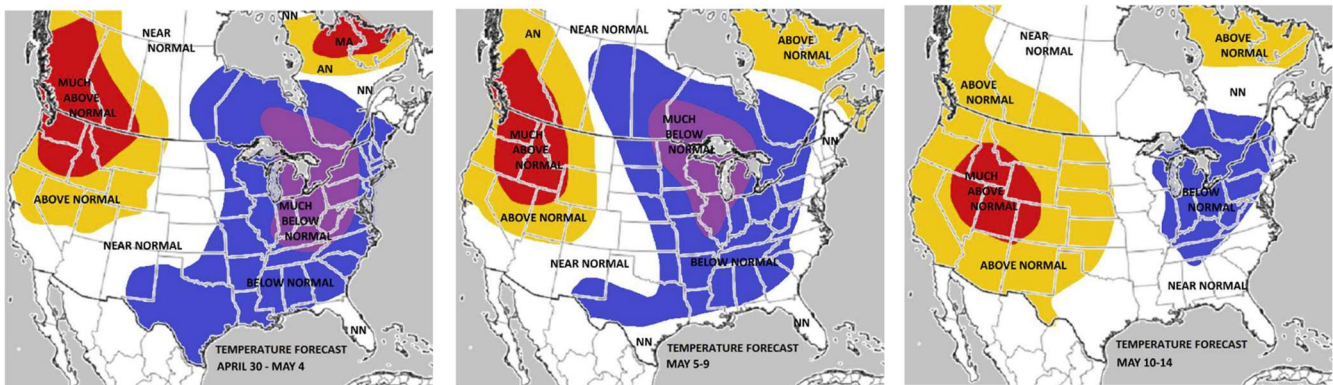 NN
NEAR
NORMAL
MA
AN
NN
MUCH
ABOVE
NORMAL
ABOVE NORMAL
MUCH
BELOW
NORMAL
NEAR NORMAL
BELOW NORMAL
NN
TEMPERATURE FORECAST
APRIL 30 - MAY 4
AN
NEAR NORMAL
ABOVE
NORMAL
MUCH
BELOW
NORMAL
NN
MUCH
ABOVE
NORMAL
ABOVE NORMAL
NEAR NORMAL
BELOW NORMAL
NN
NN
TEMPERATURE FORECAST
MAY 5-9
NEAR
NORMAL
ABOVE
NORMAL
ABOVE
NORMAL
NN
MUCH
ABOVE
NORMAL
BELOW
NORMAL
ABOVE NORMAL
NEAR NORMAL
TEMPERATURE FORECAST
MAY 10-14